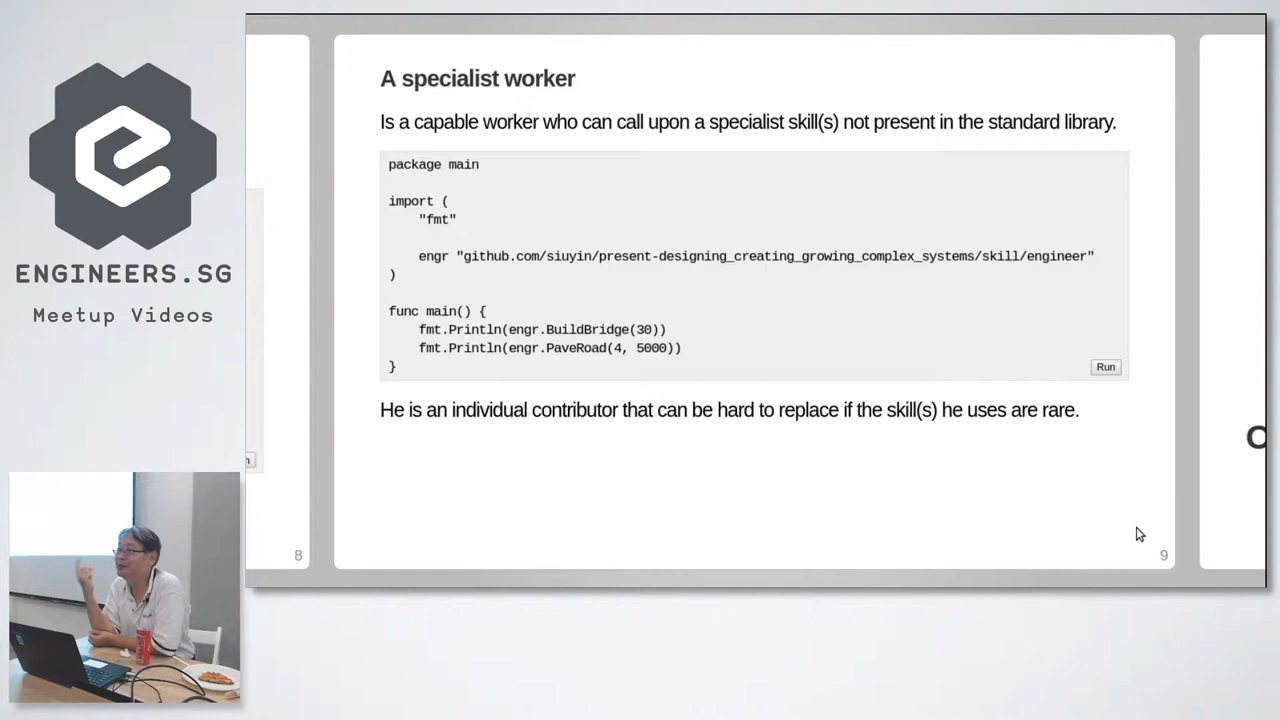 ENGINEERS.SG
Meetup Videos
A specialist worker
Is a capable worker who can call upon a specialist skill(s) not present in the standard library.
package main
import (
"fmt"
engr "github.com/siuyin/present-designing_creating_growing_complex_systems/skill/engineer"
)
func main() {
fmt.Println(engr.BuildBridge(30))
fmt.Println(engr.PaveRoad(4, 5000))
}
Run
He is an individual contributor that can be hard to replace if the skill(s) he uses are rare.
8
9